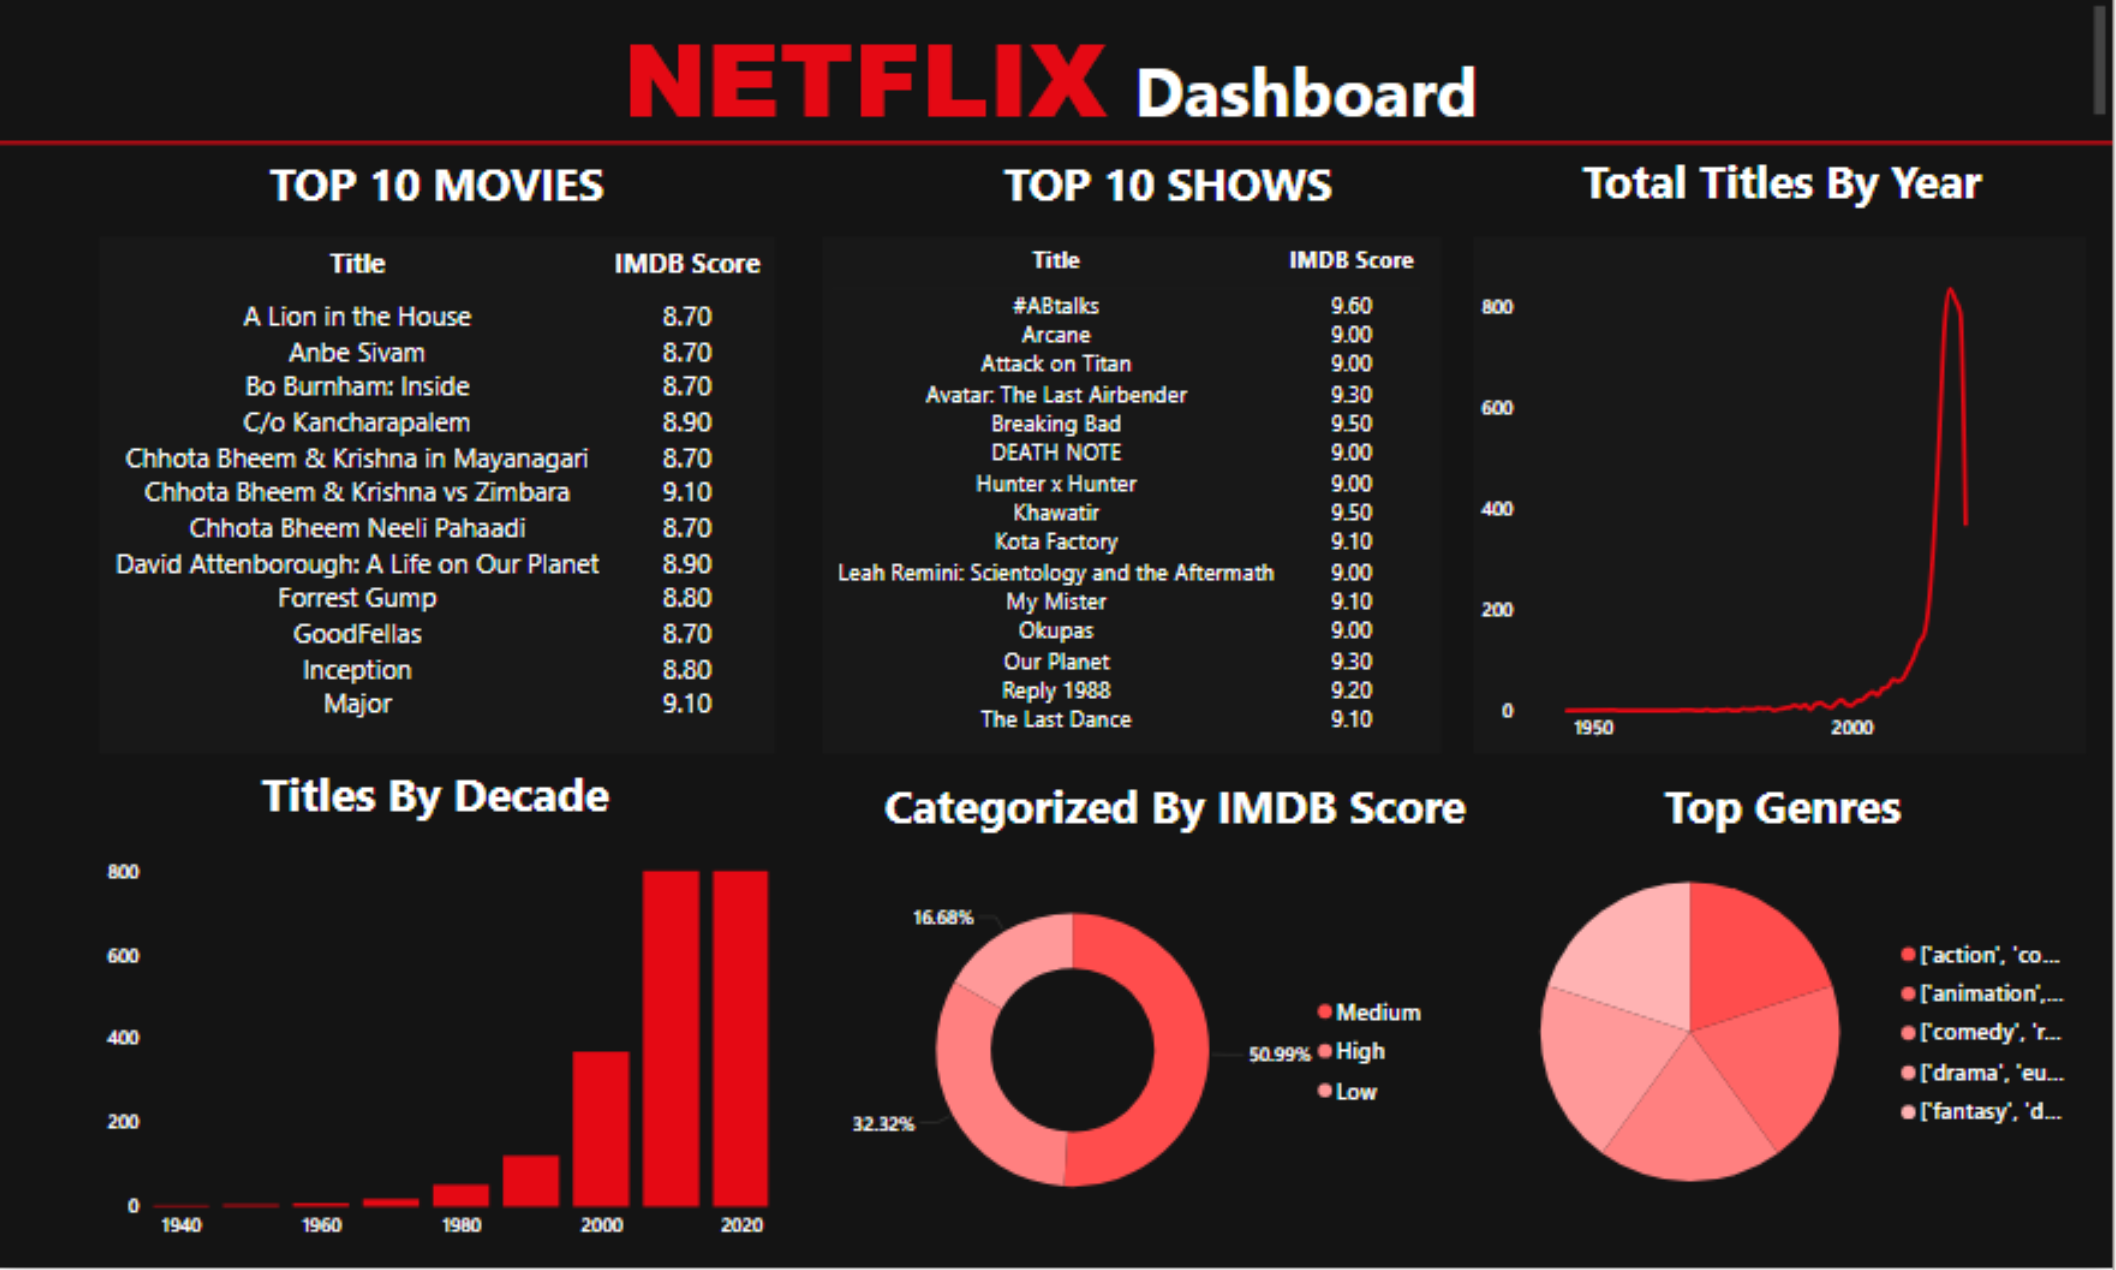 NETFLIX Dashboard
TOP 10 MOVIES
Title IMDB Score
A Lion in the House 8.70
Anbe Sivam 8.70
Bo Burnham: Inside 8.70
C/o Kancharapalem 8.90
Chhota Bheem & Krishna in Mayanagari 8.70
Chhota Bheem & Krishna vs Zimbara 9.10
Chhota Bheem Neeli Pahaadi 8.70
David Attenborough: A Life on Our Planet 8.90
Forrest Gump 8.80
GoodFellas 8.70
Inception 8.80
Major 9.10
TOP 10 SHOWS
Title IMDB Score
#ABtalks 9.60
Arcane 9.00
Attack on Titan 9.00
Avatar: The Last Airbender 9.30
Breaking Bad 9.50
DEATH NOTE 9.00
Hunter x Hunter 9.00
Khawatir 9.50
Kota Factory 9.10
Leah Remini: Scientology and the Aftermath 9.00
My Mister 9.10
Okupas 9.00
Our Planet 9.30
Reply 1988 9.20
The Last Dance 9.10
Total Titles By Year
800
600
400
200
0
1950 2000
Titles By Decade
800
600
400
200
0
1940 1960 1980 2000 2020
Categorized By IMDB Score
16.68%
50.99%
32.32%
Medium
High
Low
Top Genres
['action', 'co...
['animation',...
['comedy', 'r...
['drama', 'eu...
['fantasy', 'd...